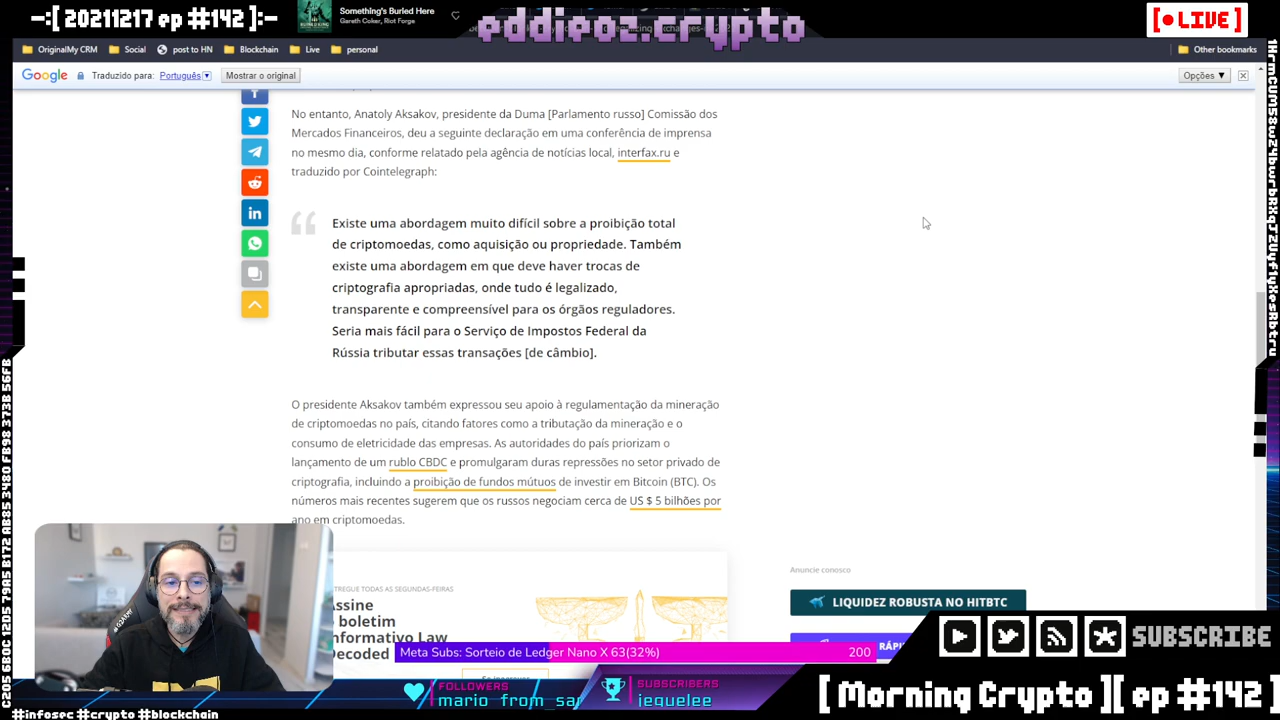 -:[ 20211217 ep #142 ]:-
Something's Buried Here
Gareth Coker, Riot Forge
eddieoz.crypto
[● LIVE]
OriginalMy CRM
Social
post to HN
Blockchain
Live
personal
Other bookmarks
Google
Traduzido para: Português
Mostrar o original
Opções ▼
No entanto, Anatoly Aksakov, presidente da Duma [Parlamento russo] Comissão dos
Mercados Financeiros, deu a seguinte declaração em uma conferência de imprensa
no mesmo dia, conforme relatado pela agência de notícias local, interfax.ru e
traduzido por Cointelegraph:
Existe uma abordagem muito difícil sobre a proibição total
de criptomoedas, como aquisição ou propriedade. Também
existe uma abordagem em que deve haver trocas de
criptografia apropriadas, onde tudo é legalizado,
transparente e compreensível para os órgãos reguladores.
Seria mais fácil para o Serviço de Impostos Federal da
Rússia tributar essas transações [de câmbio].
O presidente Aksakov também expressou seu apoio à regulamentação da mineração
de criptomoedas no país, citando fatores como a tributação da mineração e o
consumo de eletricidade das empresas. As autoridades do país priorizam o
lançamento de um rublo CBDC e promulgaram duras repressões no setor privado de
criptografia, incluindo a proibição de fundos mútuos de investir em Bitcoin (BTC). Os
números mais recentes sugerem que os russos negociam cerca de US $ 5 bilhões por
ano em criptomoedas.
TREGUE TODAS AS SEGUNDAS-FEIRAS
ssine
boletim
nformativo Law
Decoded
Anuncie conosco
LIQUIDEZ ROBUSTA NO HITBTC
Meta Subs: Sorteio de Ledger Nano X 63(32%)
200
SUBSCRIBE
FOLLOWERS
mario_from_sa
SUBSCRIBERS
ieguelee
[ Morning Crypto ][ ep #142 ]
#infosec #crypto #blockchain